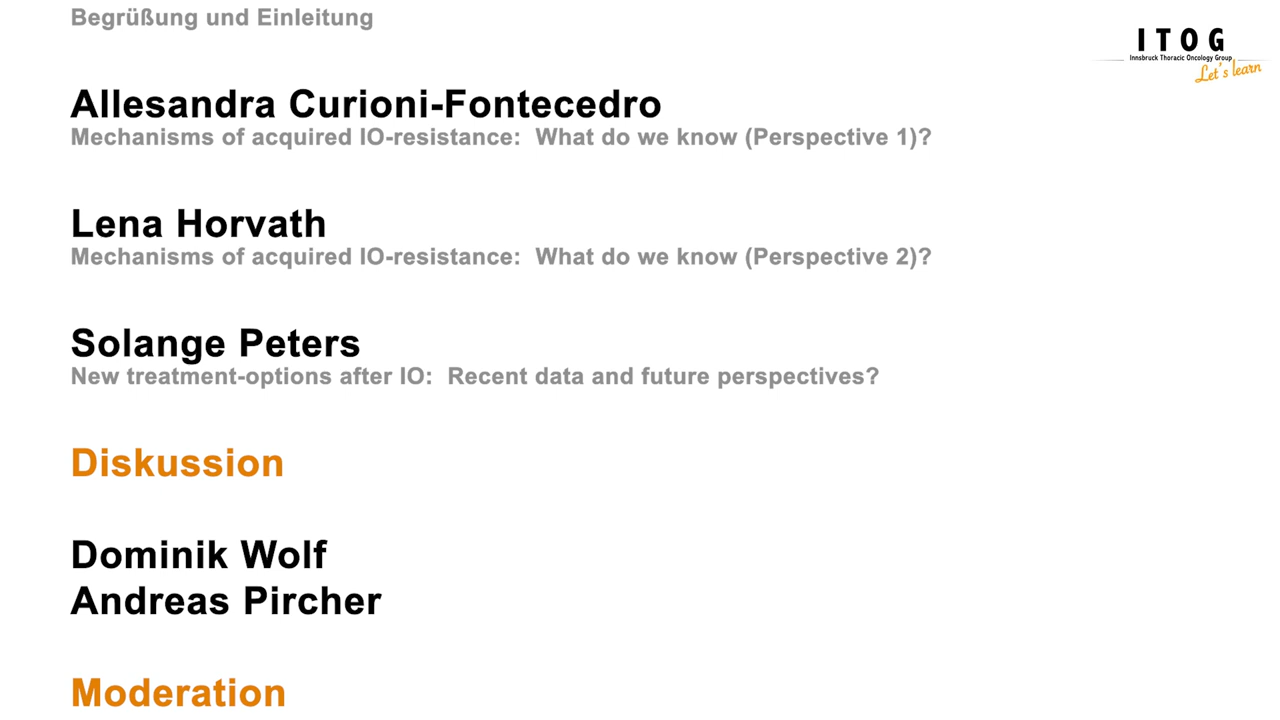 Begrüßung und Einleitung
I T O G
Innsbruck Thoracic Oncology Group
Let's learn
Allesandra Curioni-Fontecedro
Mechanisms of acquired IO-resistance: What do we know (Perspective 1)?
Lena Horvath
Mechanisms of acquired IO-resistance: What do we know (Perspective 2)?
Solange Peters
New treatment-options after IO: Recent data and future perspectives?
Diskussion
Dominik Wolf
Andreas Pircher
Moderation